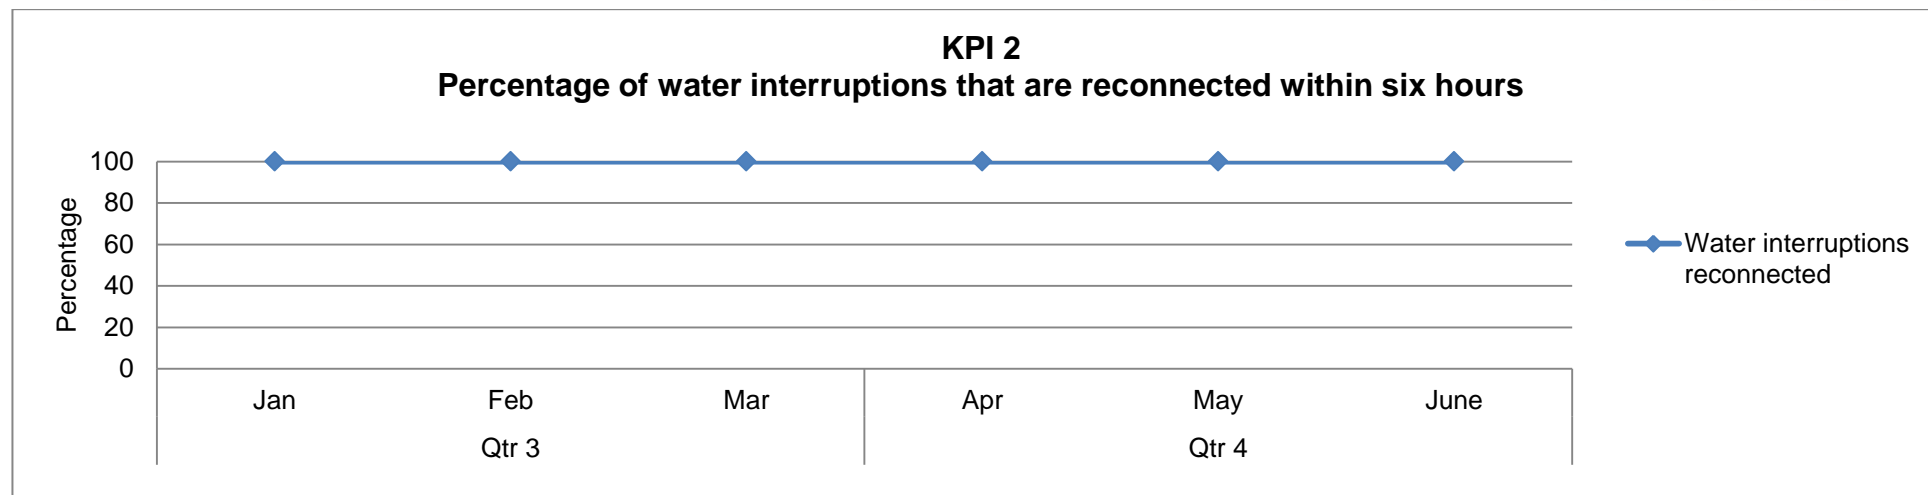 KPI 2
Percentage of water interruptions that are reconnected within six hours
Percentage
100
80
60
40
20
0
Jan Feb Mar Apr May June
Qtr 3 Qtr 4
Water interruptions
reconnected